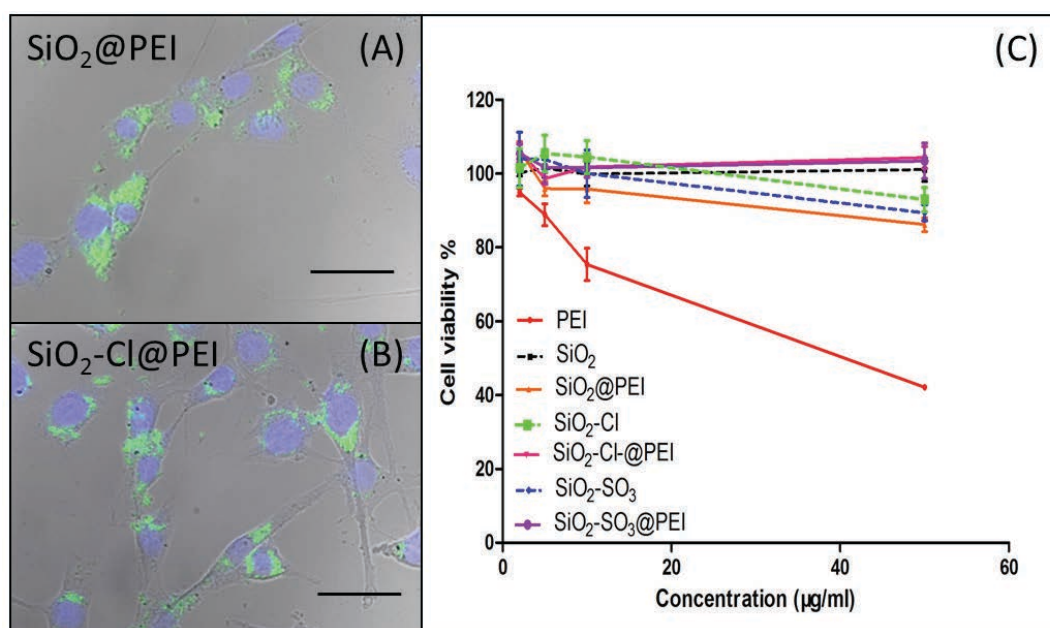 SiO₂@PEI (A)
SiO₂-Cl@PEI (B)
(C)
120
100
80
60
40
20
0
0 20 40 60
Cell viability %
Concentration (µg/ml)
PEI
SiO₂
SiO₂@PEI
SiO₂-Cl
SiO₂-Cl-@PEI
SiO₂-SO₃
SiO₂-SO₃@PEI